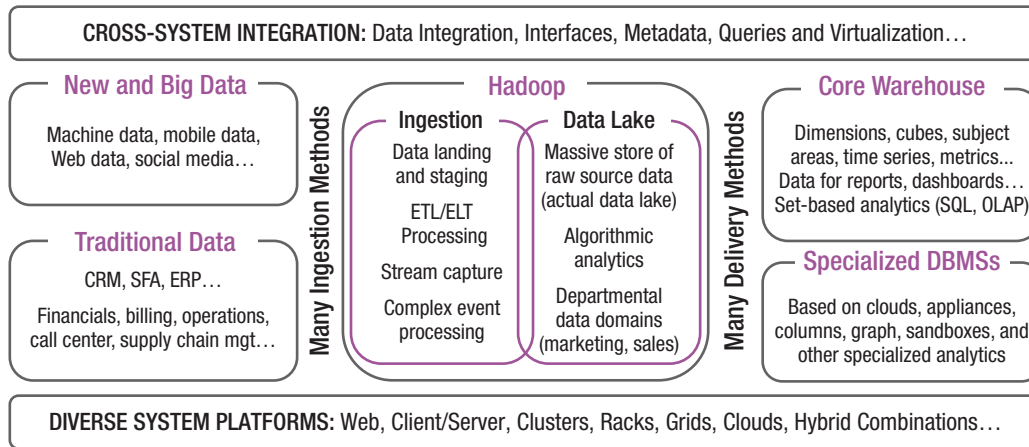 CROSS-SYSTEM INTEGRATION: Data Integration, Interfaces, Metadata, Queries and Virtualization…
New and Big Data
Machine data, mobile data,
Web data, social media…
Traditional Data
CRM, SFA, ERP…
Financials, billing, operations,
call center, supply chain mgt…
Many Ingestion Methods
Hadoop
Ingestion
Data landing
and staging
ETL/ELT
Processing
Stream capture
Complex event
processing
Data Lake
Massive store of
raw source data
(actual data lake)
Algorithmic
analytics
Departmental
data domains
(marketing, sales)
Many Delivery Methods
Core Warehouse
Dimensions, cubes, subject
areas, time series, metrics...
Data for reports, dashboards…
Set-based analytics (SQL, OLAP)
Specialized DBMSs
Based on clouds, appliances,
columns, graph, sandboxes, and
other specialized analytics
DIVERSE SYSTEM PLATFORMS: Web, Client/Server, Clusters, Racks, Grids, Clouds, Hybrid Combinations…